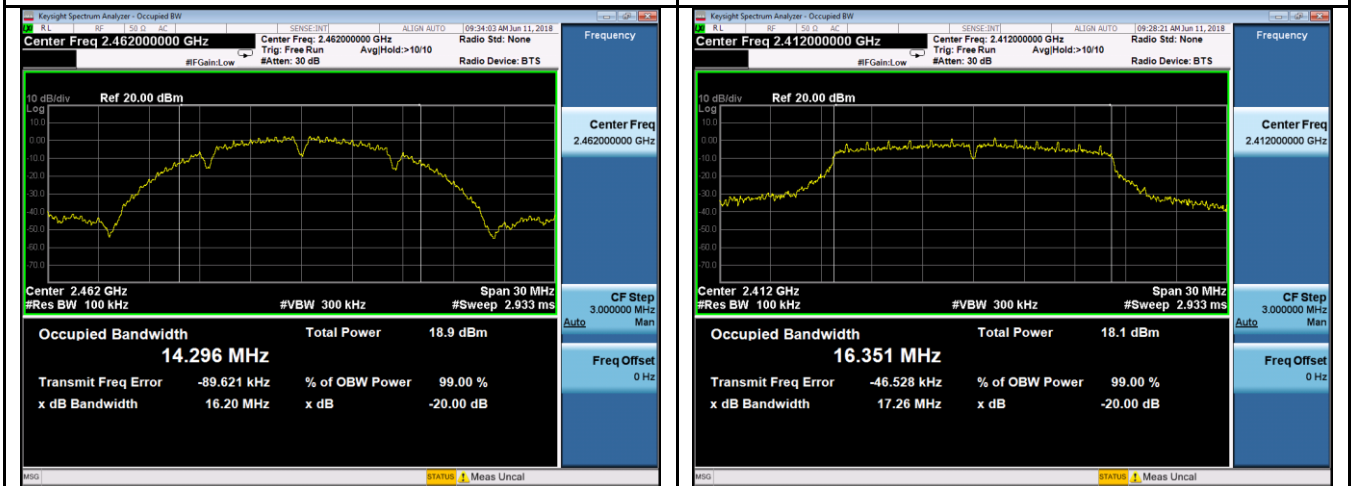 Keysight Spectrum Analyzer - Occupied BW
RL RF 50 Ω AC SENSE:INT ALIGN AUTO 09:34:03 AM Jun 11, 2018
Center Freq 2.462000000 GHz
Center Freq: 2.462000000 GHz
Radio Std: None
Trig: Free Run Avg|Hold:>10/10
#IFGain:Low #Atten: 30 dB Radio Device: BTS
10 dB/div Ref 20.00 dBm
Log
10.0
0.00
-10.0
-20.0
-30.0
-40.0
-50.0
-60.0
-70.0
Center 2.462 GHz Span 30 MHz
#Res BW 100 kHz #VBW 300 kHz #Sweep 2.933 ms
Occupied Bandwidth Total Power 18.9 dBm
14.296 MHz
Transmit Freq Error -89.621 kHz % of OBW Power 99.00 %
x dB Bandwidth 16.20 MHz x dB -20.00 dB
MSG STATUS Meas Uncal
Frequency
Center Freq
2.462000000 GHz
CF Step
3.000000 MHz
Auto Man
Freq Offset
0 Hz
Keysight Spectrum Analyzer - Occupied BW
RL RF 50 Ω AC SENSE:INT ALIGN AUTO 09:28:21 AM Jun 11, 2018
Center Freq 2.412000000 GHz
Center Freq: 2.412000000 GHz
Radio Std: None
Trig: Free Run Avg|Hold:>10/10
#IFGain:Low #Atten: 30 dB Radio Device: BTS
10 dB/div Ref 20.00 dBm
Log
10.0
0.00
-10.0
-20.0
-30.0
-40.0
-50.0
-60.0
-70.0
Center 2.412 GHz Span 30 MHz
#Res BW 100 kHz #VBW 300 kHz #Sweep 2.933 ms
Occupied Bandwidth Total Power 18.1 dBm
16.351 MHz
Transmit Freq Error -46.528 kHz % of OBW Power 99.00 %
x dB Bandwidth 17.26 MHz x dB -20.00 dB
MSG STATUS Meas Uncal
Frequency
Center Freq
2.412000000 GHz
CF Step
3.000000 MHz
Auto Man
Freq Offset
0 Hz